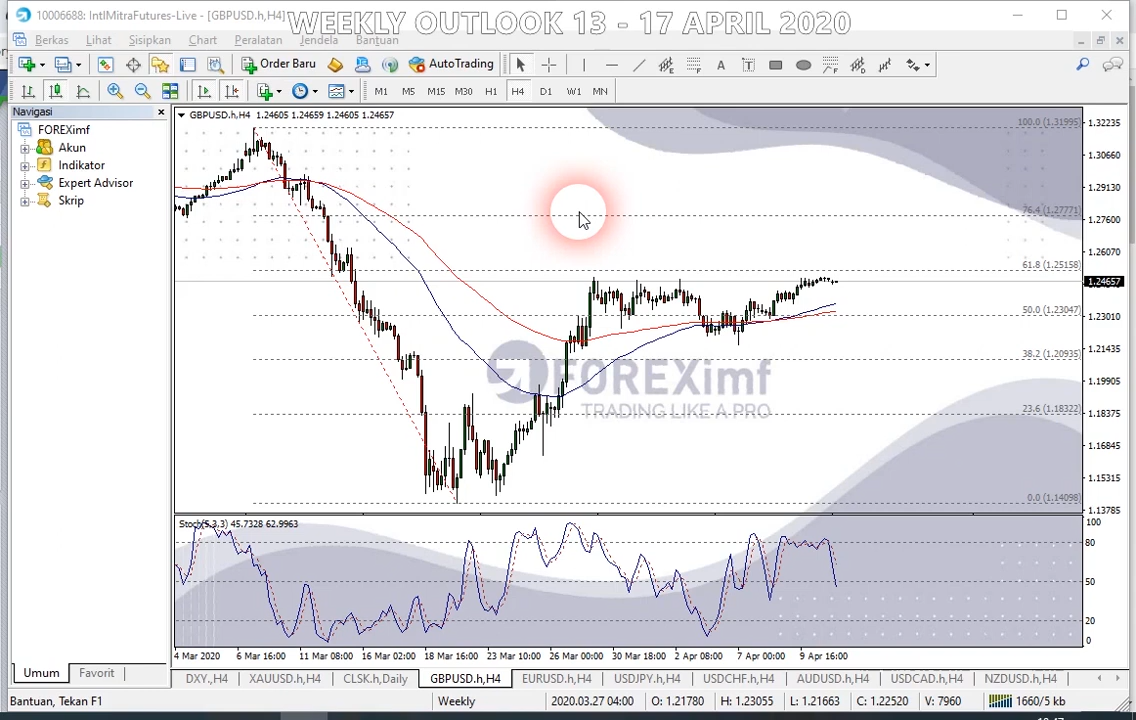 10006688: IntlMitraFutures-Live - [GBPUSD.h,H4]
WEEKLY OUTLOOK 13 - 17 APRIL 2020
Berkas Lihat Sisipkan Chart Peralatan Jendela Bantuan
Order Baru AutoTrading
M1 M5 M15 M30 H1 H4 D1 W1 MN
Navigasi
FOREXimf
Akun
Indikator
Expert Advisor
Skrip
Umum Favorit
GBPUSD.h,H4 1.24605 1.24659 1.24605 1.24657
100.0 (1.31995)
76.4 (1.27771)
61.8 (1.25158)
50.0 (1.23047)
38.2 (1.20935)
23.6 (1.18322)
0.0 (1.14098)
1.32235
1.30660
1.29130
1.27600
1.26070
1.24657
1.23010
1.21435
1.19905
1.18375
1.16845
1.15315
1.13785
FOREXimf
TRADING LIKE A PRO
Stoch(5,3,3) 45.7328 62.9963
100
80
50
20
0
4 Mar 2020 6 Mar 16:00 11 Mar 08:00 16 Mar 02:00 18 Mar 16:00 23 Mar 10:00 26 Mar 00:00 30 Mar 18:00 2 Apr 08:00 7 Apr 00:00 9 Apr 16:00
DXY.,H4 XAUUSD.h,H4 CLSK.h,Daily GBPUSD.h,H4 EURUSD.h,H4 USDJPY.h,H4 USDCHF.h,H4 AUDUSD.h,H4 USDCAD.h,H4 NZDUSD.h,H4
Bantuan, Tekan F1 Weekly 2020.03.27 04:00 O: 1.21780 H: 1.23055 L: 1.21663 C: 1.22520 V: 7960 1660/5 kb